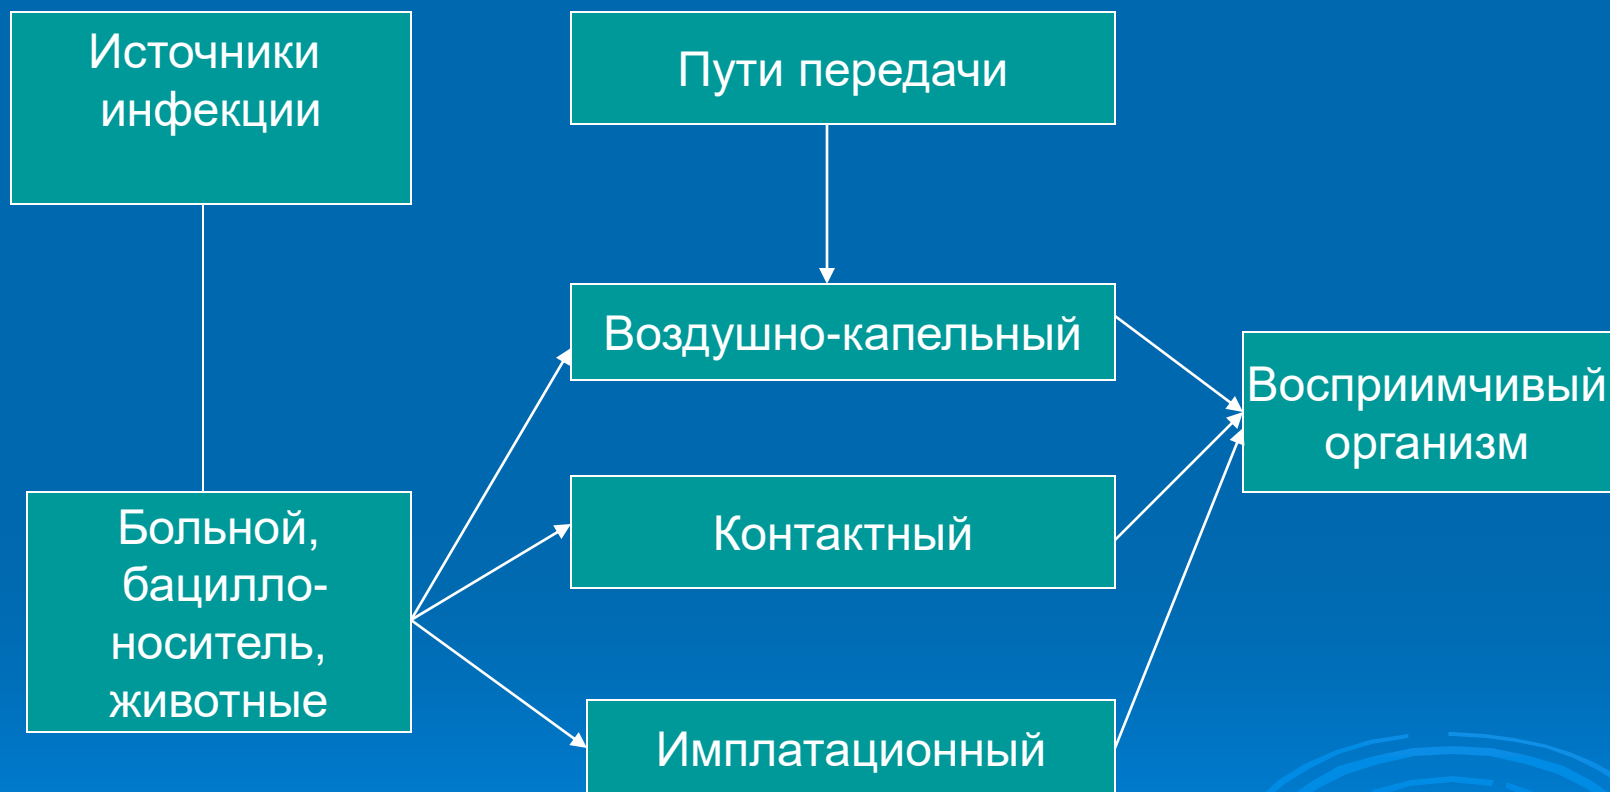 Источники
инфекции
Пути передачи
Воздушно-капельный
Восприимчивый
организм
Контактный
Больной,
бацилло-
носитель,
животные
Имплатационный